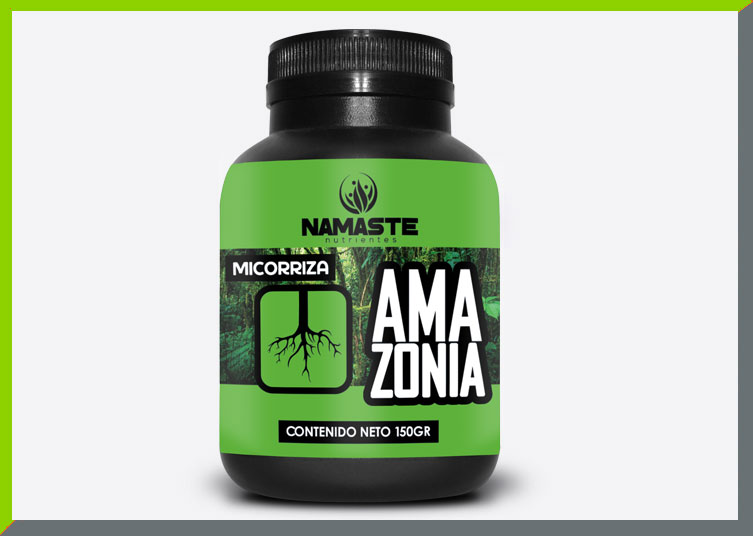 NAMASTE
nutrientes
MICORRIZA
AMA
ZONIA
CONTENIDO NETO 150GR